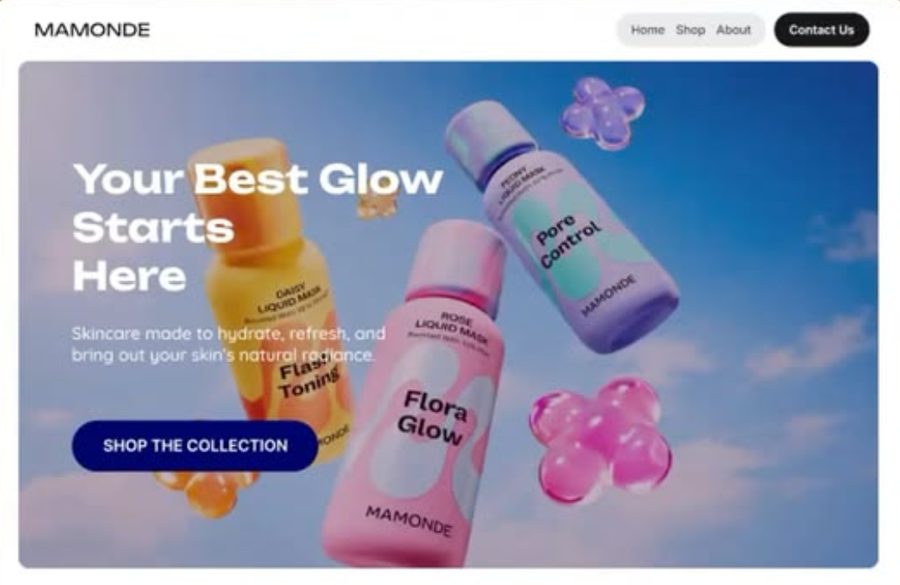 MAMONDE
Home Shop About
Contact Us
Your Best Glow
Starts
Here
Skincare made to hydrate, refresh, and
bring out your skin's natural radiance.
SHOP THE COLLECTION
DAISY
LIQUID MASK
Flash
Toning
ROSE
LIQUID MASK
Flora
Glow
MAMONDE
PEONY
LIQUID MASK
Pore
Control
MAMONDE